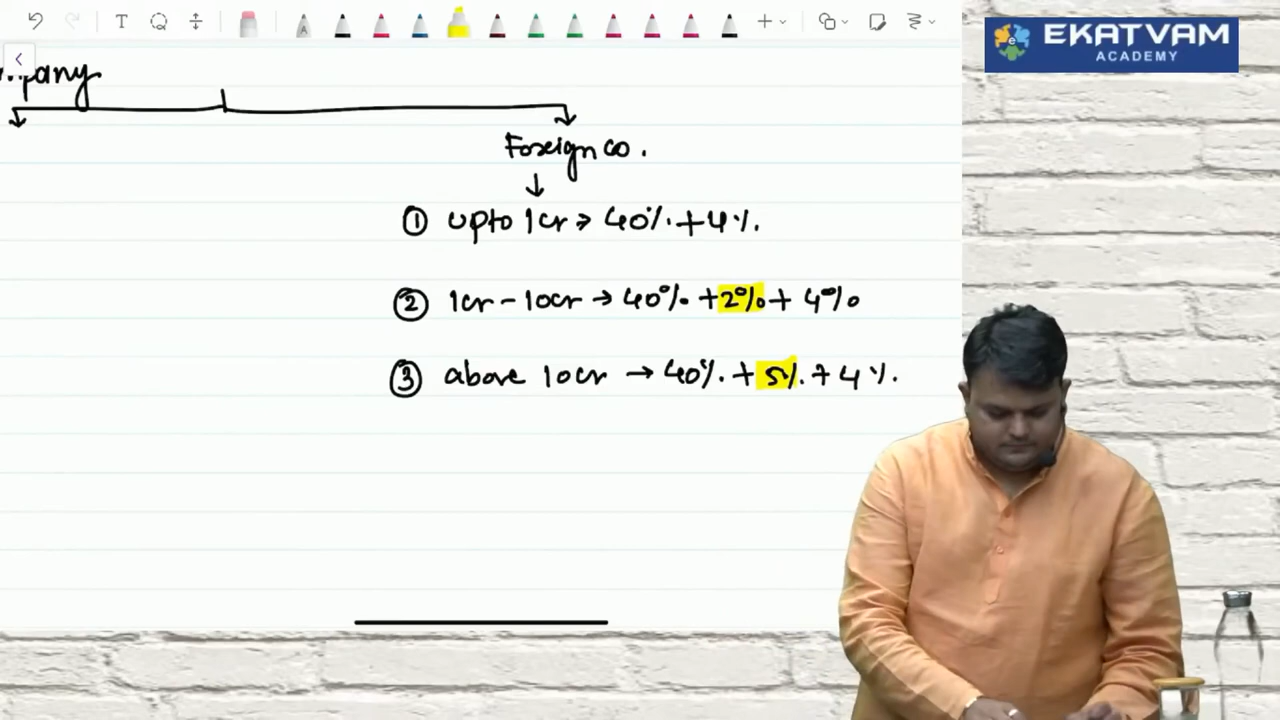 EKATVAM
ACADEMY
mpany
Foreign co.
① upto 1cr → 40% + 4%.
② 1cr - 10cr → 40% + 2% + 4%
③ above 10cr → 40% + 5% + 4%.